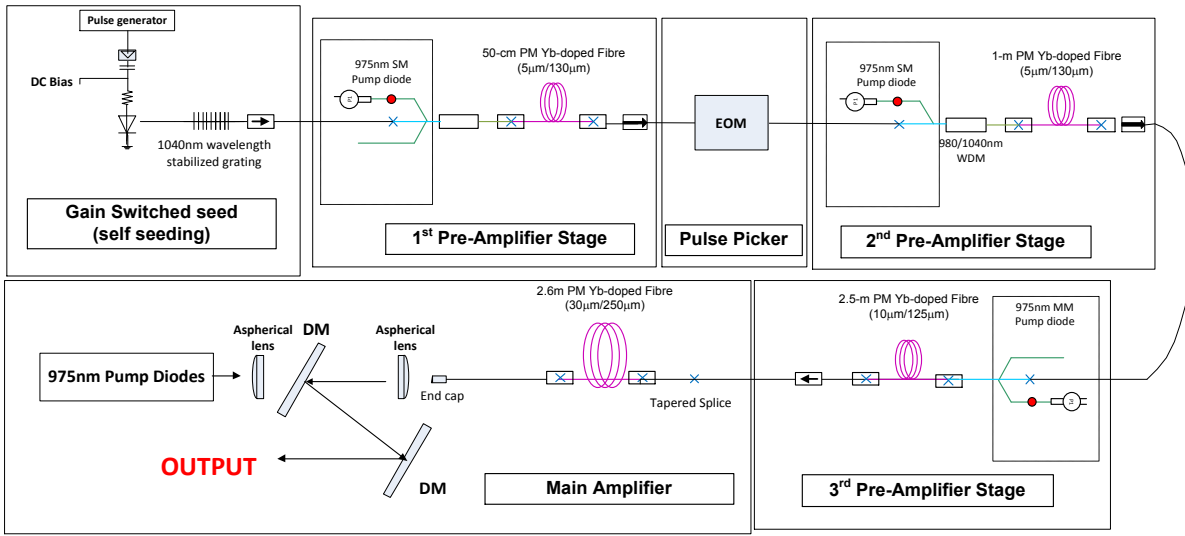 Pulse generator
DC Bias
1040nm wavelength
stabilized grating
Gain Switched seed
(self seeding)
975nm SM
Pump diode
50-cm PM Yb-doped Fibre
(5µm/130µm)
1st Pre-Amplifier Stage
EOM
Pulse Picker
975nm SM
Pump diode
1-m PM Yb-doped Fibre
(5µm/130µm)
980/1040nm
WDM
2nd Pre-Amplifier Stage
975nm Pump Diodes
Aspherical
lens
DM
Aspherical
lens
End cap
2.6m PM Yb-doped Fibre
(30µm/250µm)
Tapered Splice
OUTPUT
DM
Main Amplifier
2.5-m PM Yb-doped Fibre
(10µm/125µm)
975nm MM
Pump diode
3rd Pre-Amplifier Stage